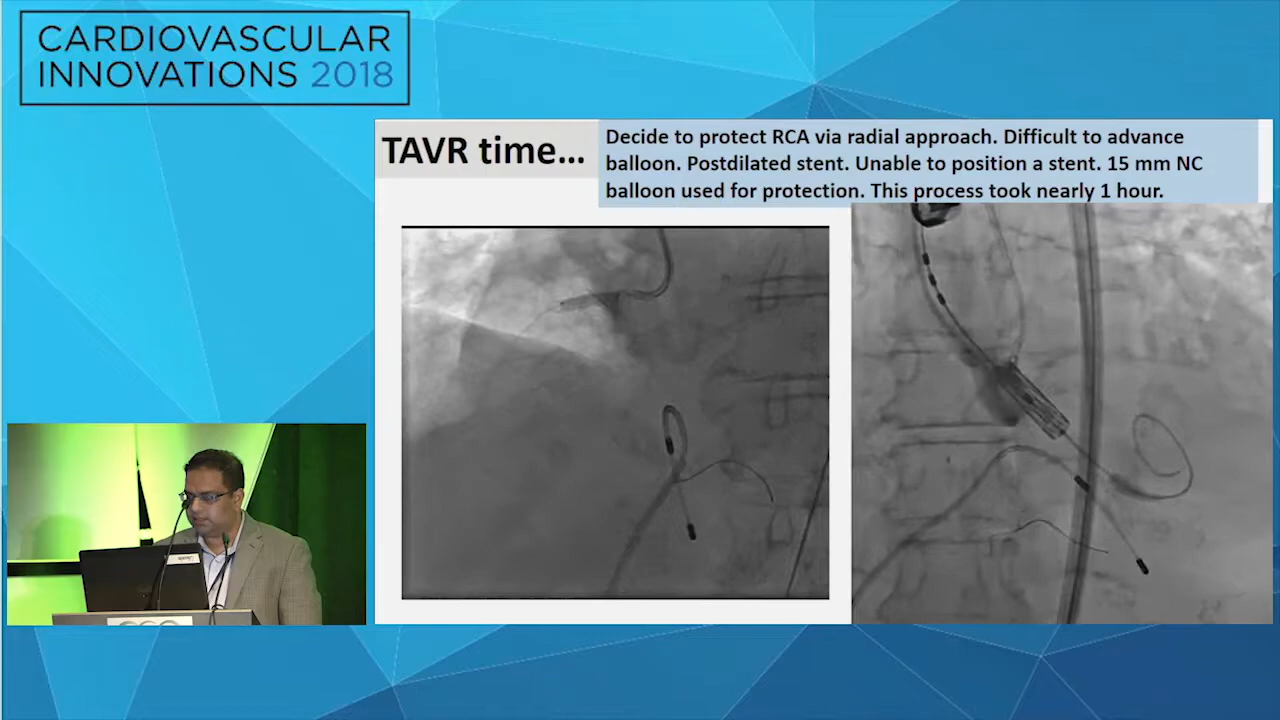 CARDIOVASCULAR
INNOVATIONS 2018
TAVR time...
Decide to protect RCA via radial approach. Difficult to advance
balloon. Postdilated stent. Unable to position a stent. 15 mm NC
balloon used for protection. This process took nearly 1 hour.